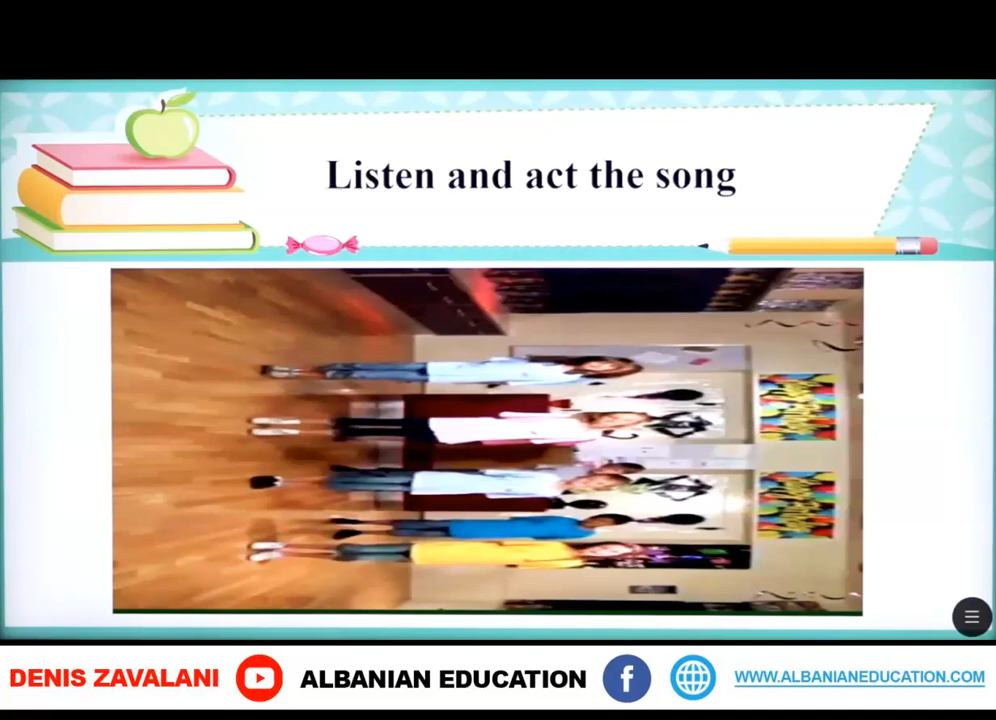 Listen and act the song
DENIS ZAVALANI
ALBANIAN EDUCATION
WWW.ALBANIANEDUCATION.COM